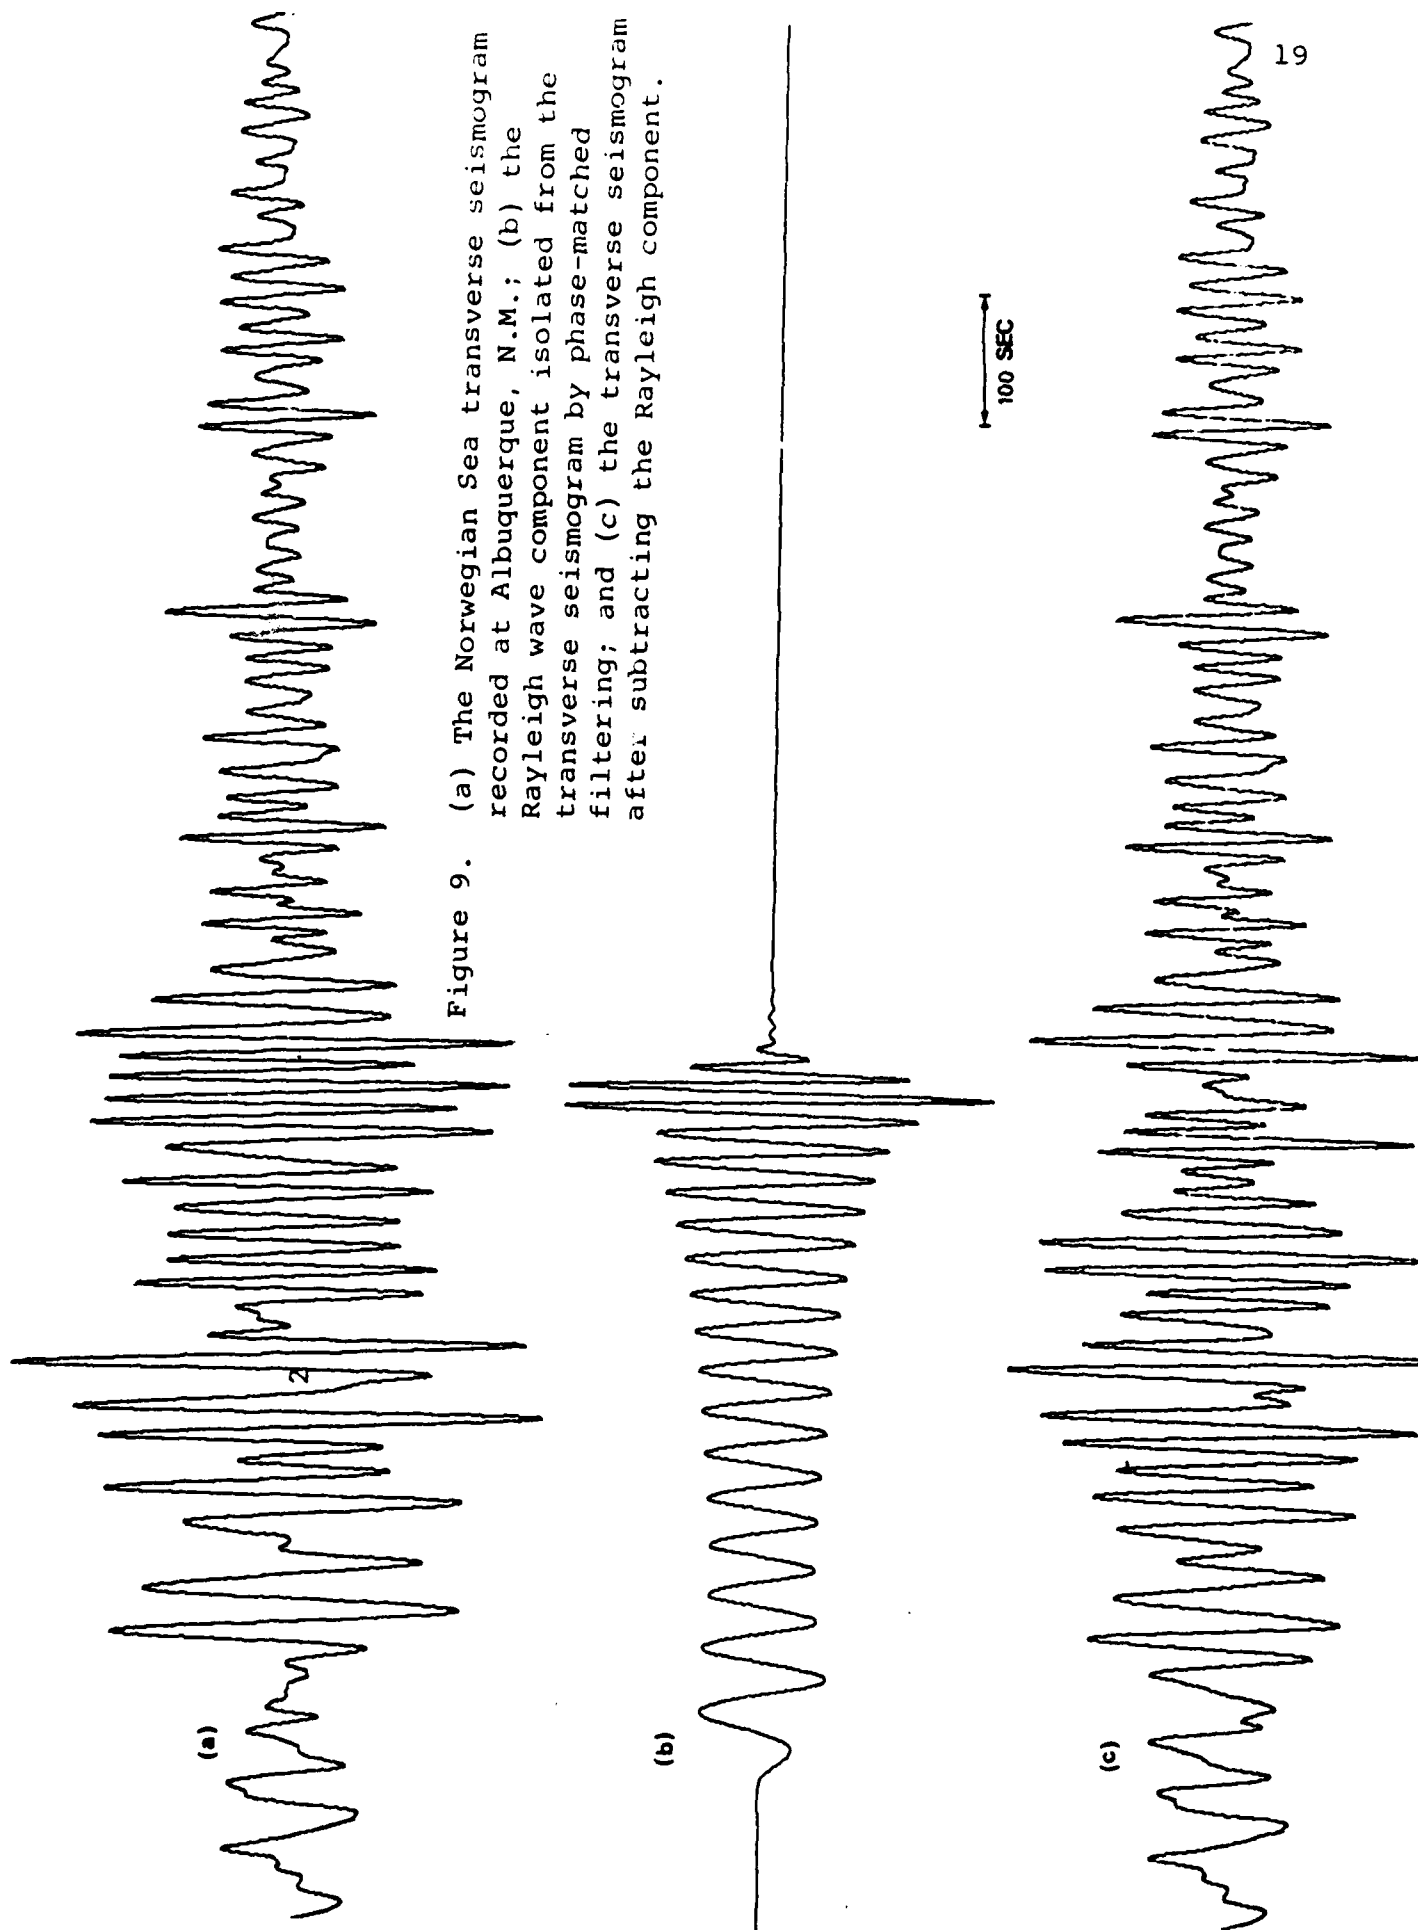 (a)
2
Figure 9. (a) The Norwegian Sea transverse seismogram
recorded at Albuquerque, N.M.; (b) the
Rayleigh wave component isolated from the
transverse seismogram by phase-matched
filtering; and (c) the transverse seismogram
after subtracting the Rayleigh component.
(b)
100 SEC
(c)
19